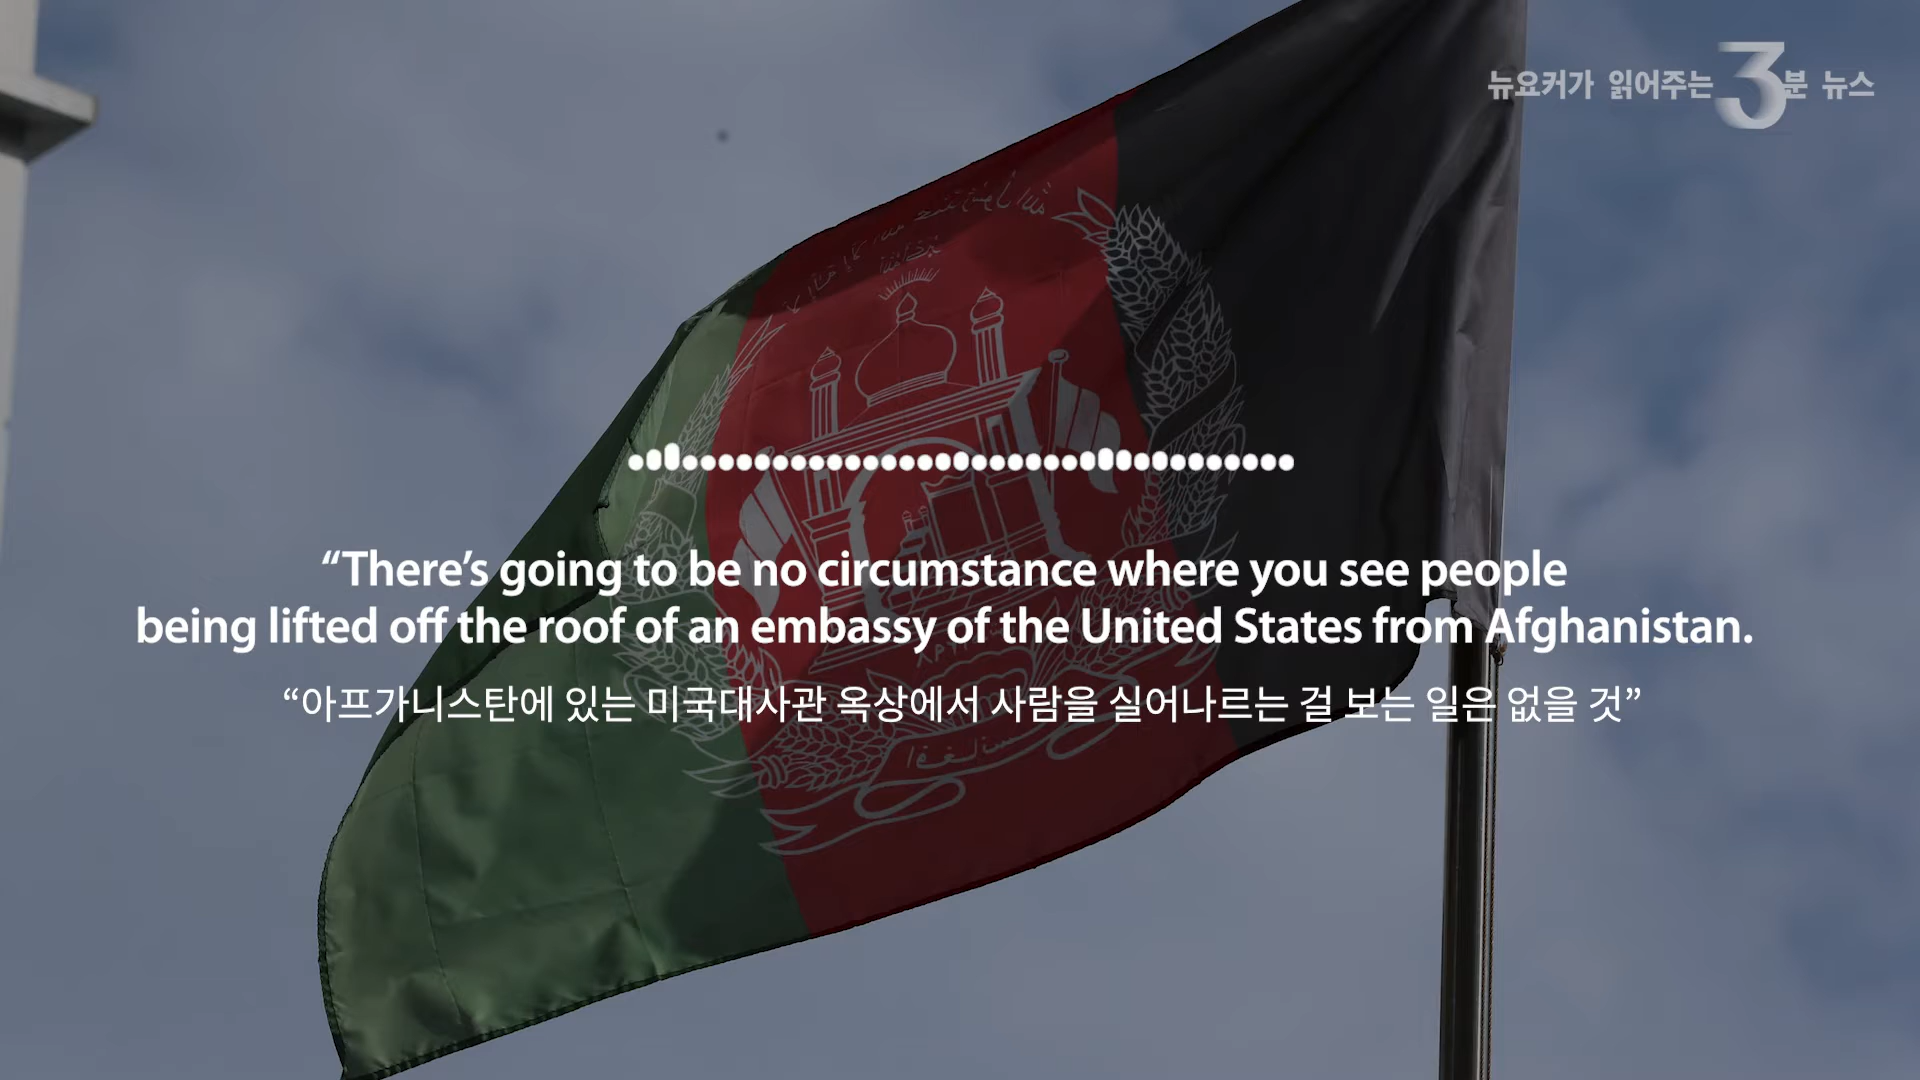 뉴요커가 읽어주는 3분 뉴스
“There’s going to be no circumstance where you see people
being lifted off the roof of an embassy of the United States from Afghanistan.
“아프가니스탄에 있는 미국대사관 옥상에서 사람을 실어나르는 걸 보는 일은 없을 것”